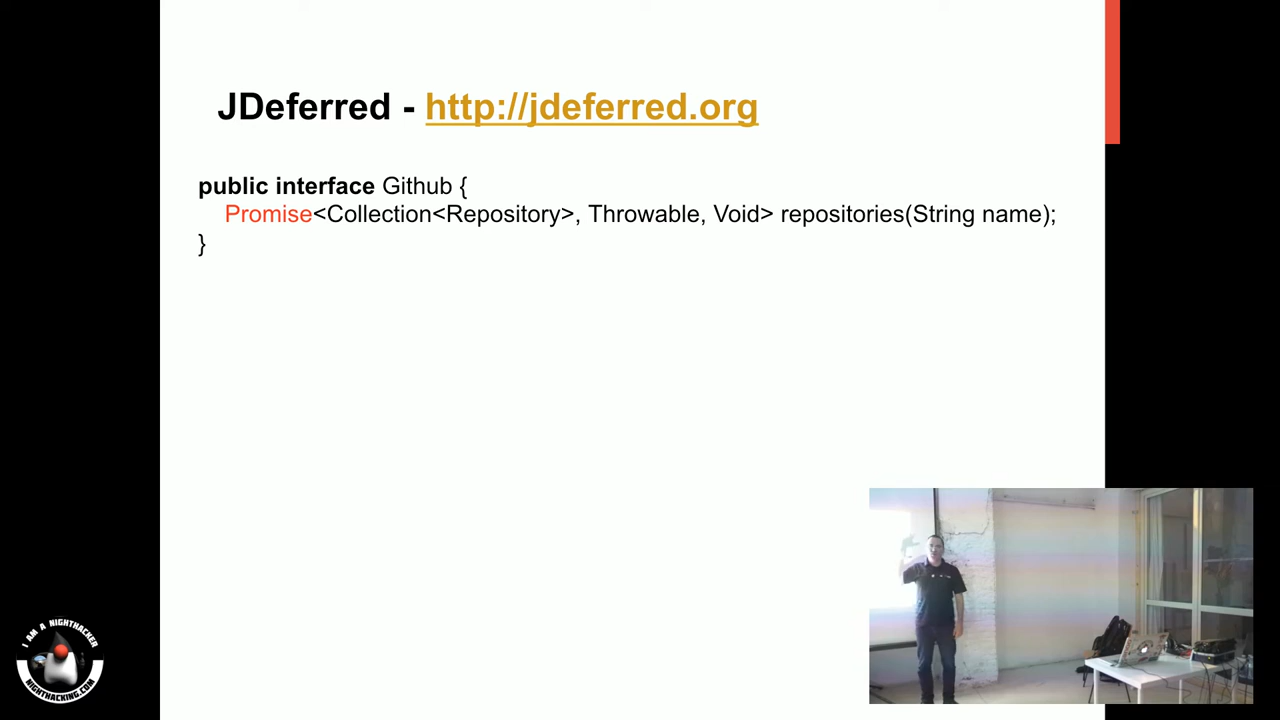 JDeferred - http://jdeferred.org
public interface Github {
Promise<Collection<Repository>, Throwable, Void> repositories(String name);
}
I AM A NIGHTHACKER
NIGHTHACKING.COM